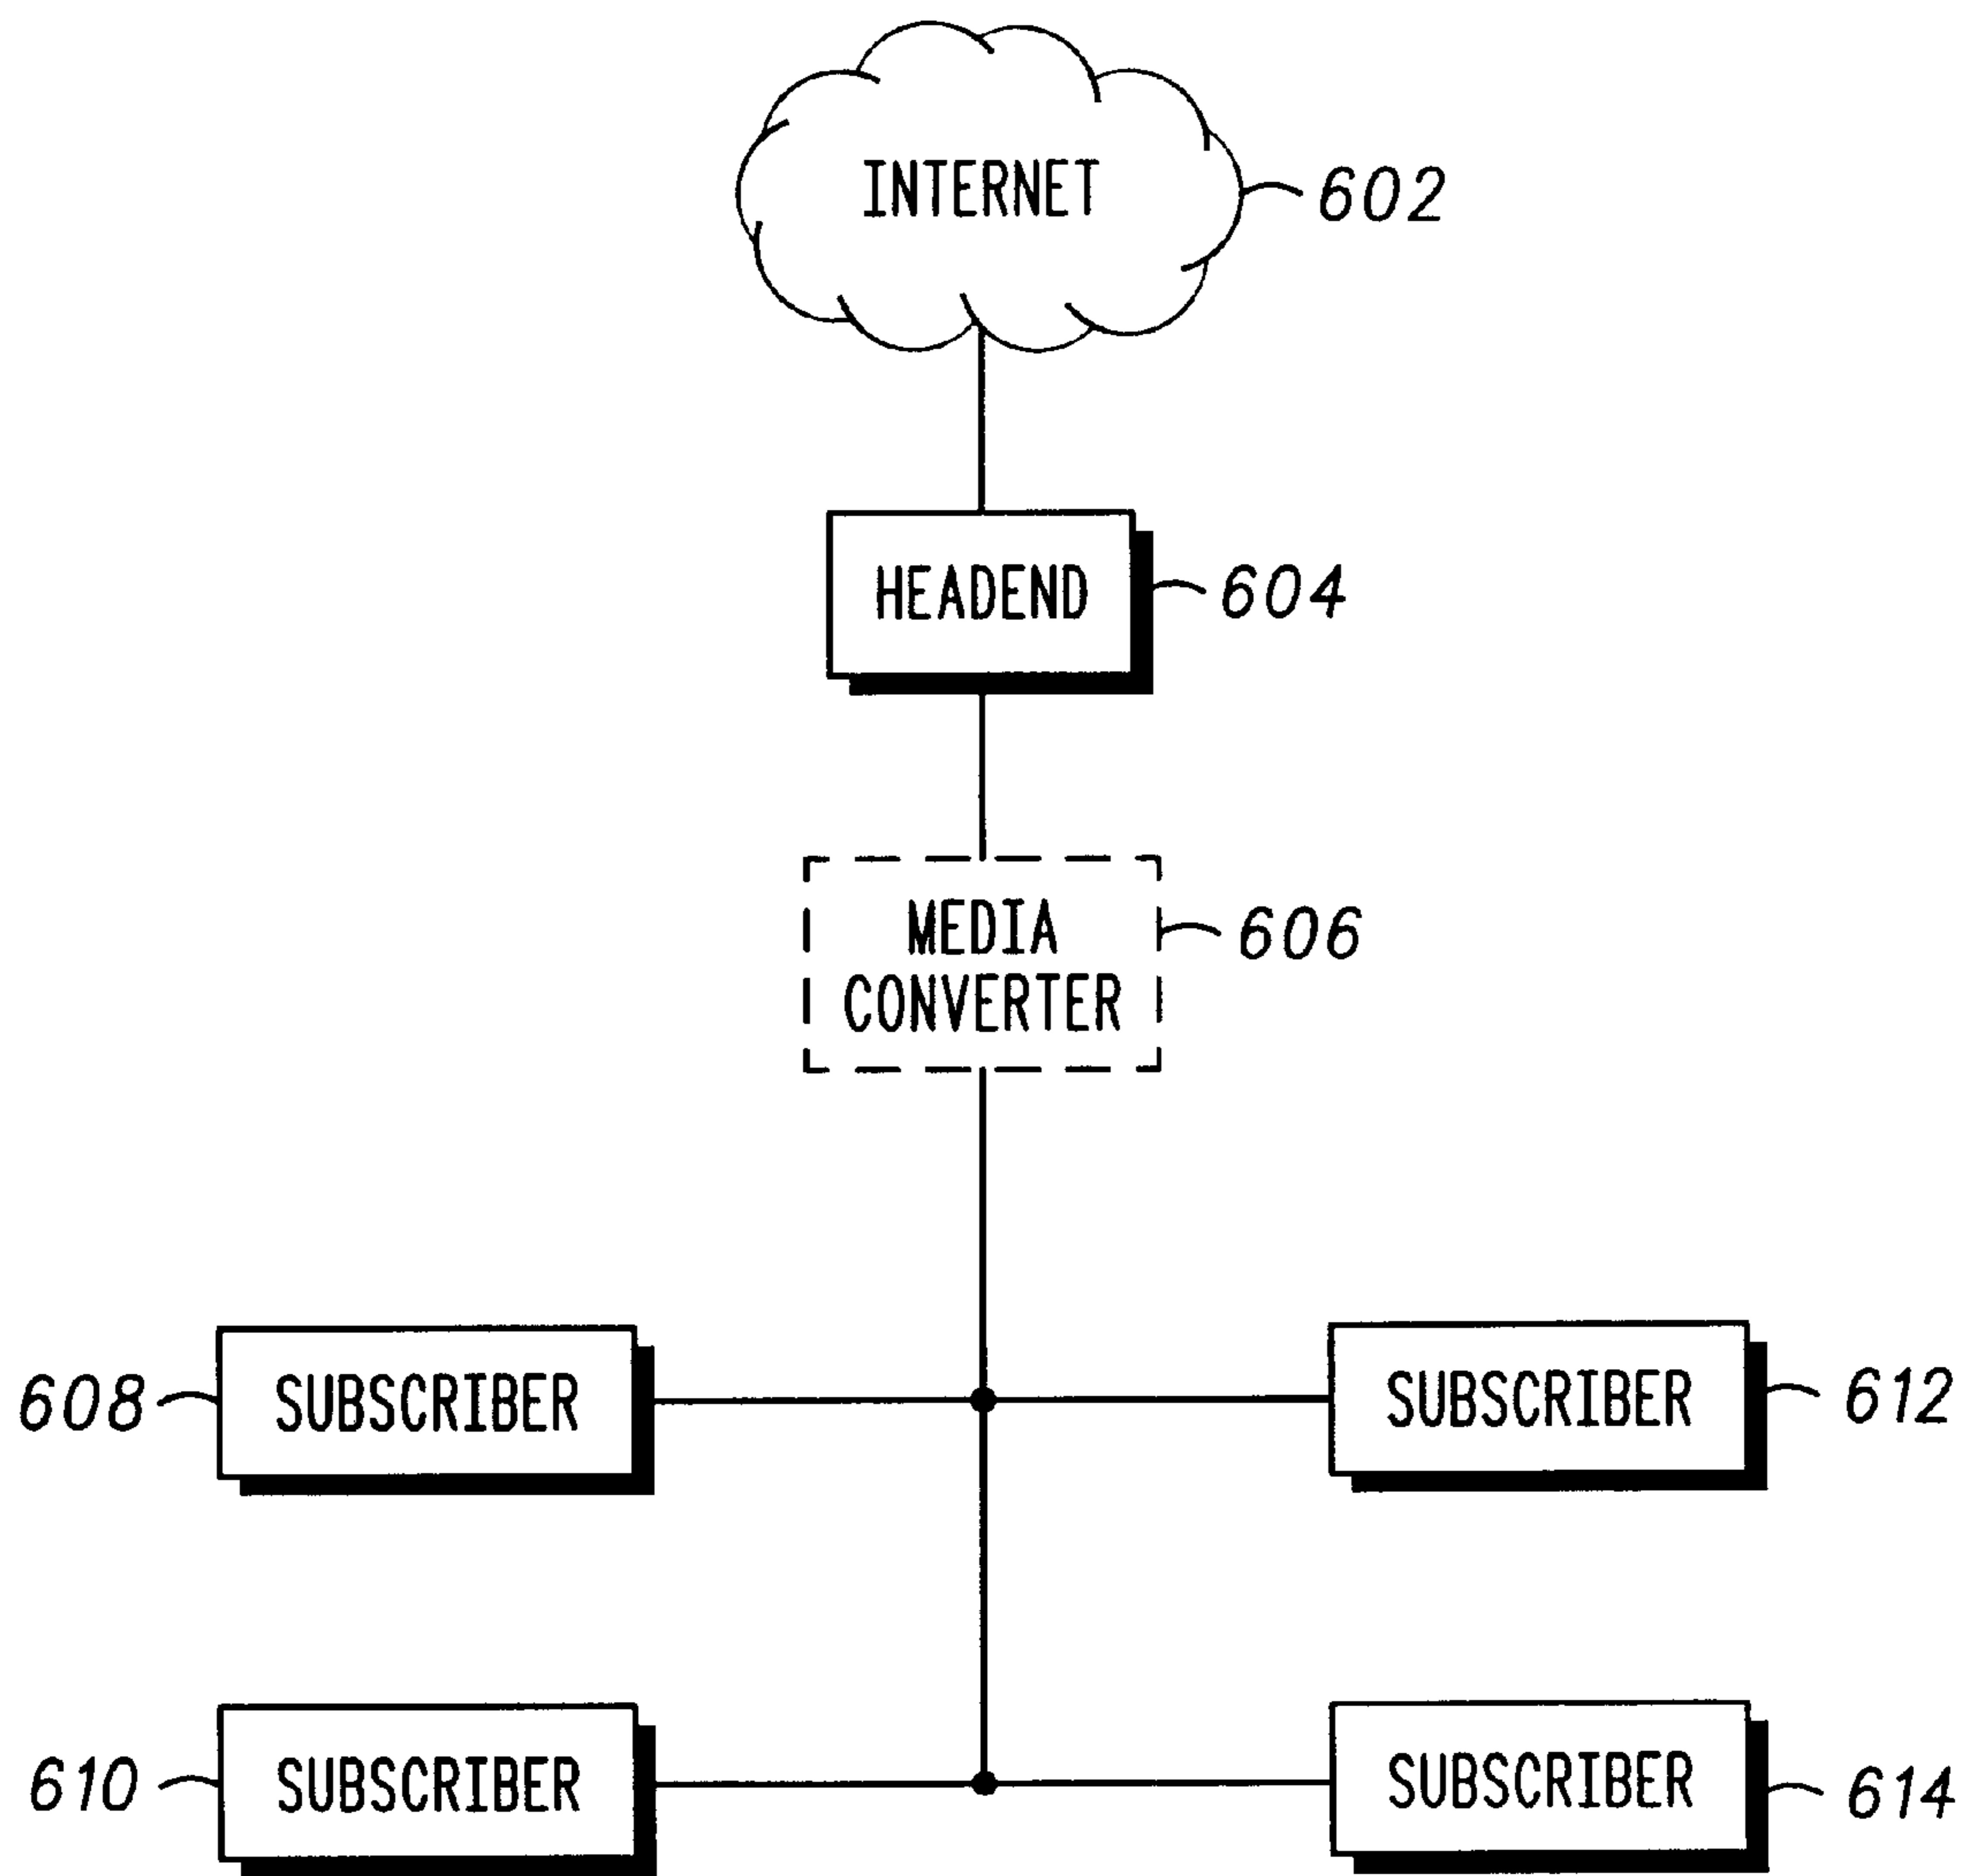 INTERNET
602
HEADEND
604
MEDIA
CONVERTER
606
608
SUBSCRIBER
SUBSCRIBER
612
610
SUBSCRIBER
SUBSCRIBER
614